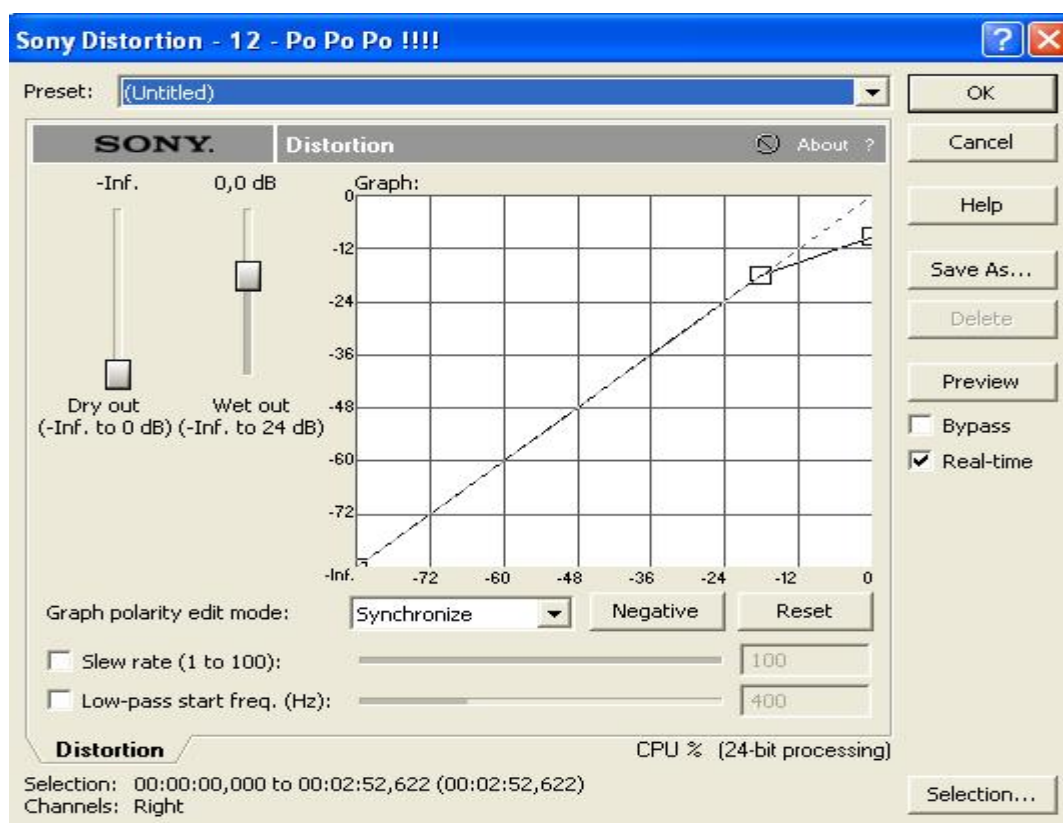 Sony Distortion - 12 - Po Po Po !!!!
Preset: (Untitled)
OK
SONY. Distortion About ?
Cancel
-Inf. 0,0 dB Graph:
Help
0
-12
-24
-36
-48
-60
-72
-Inf. -72 -60 -48 -36 -24 -12 0
Dry out Wet out
(-Inf. to 0 dB) (-Inf. to 24 dB)
Save As...
Delete
Preview
Bypass
Real-time
Graph polarity edit mode: Synchronize Negative Reset
Slew rate (1 to 100): 100
Low-pass start freq. (Hz): 400
Distortion CPU % (24-bit processing)
Selection: 00:00:00,000 to 00:02:52,622 (00:02:52,622)
Channels: Right
Selection...